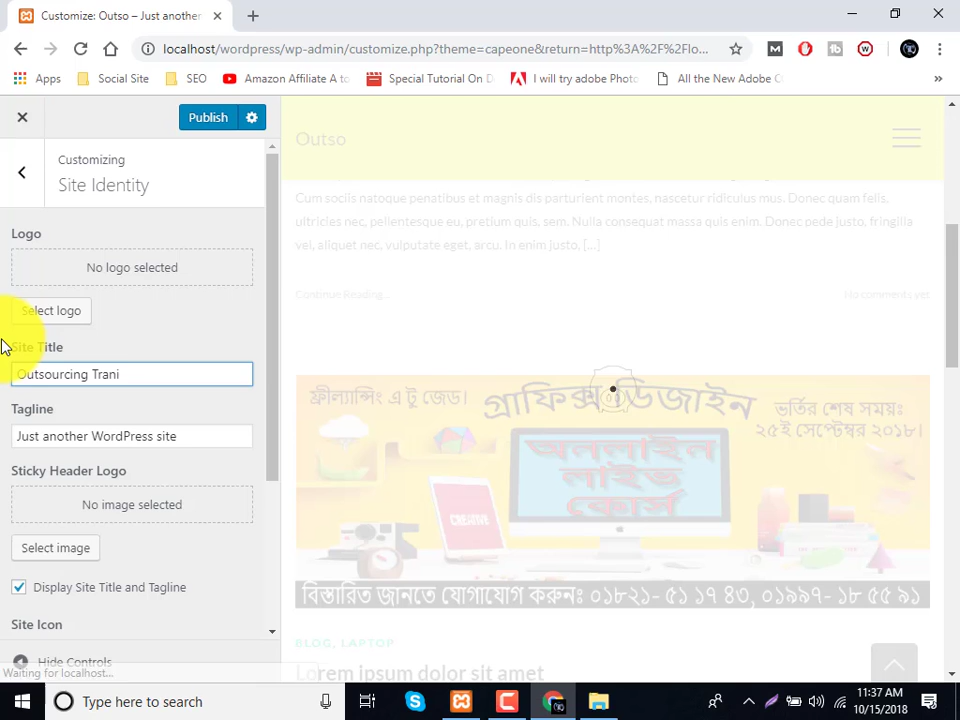 Customize: Outso – Just another
localhost/wordpress/wp-admin/customize.php?theme=capeone&return=http%3A%2F%2Flo...
Apps
Social Site
SEO
Amazon Affiliate A to
Special Tutorial On D
I will try adobe Photo
All the New Adobe C
»
Publish
Customizing
Site Identity
Logo
No logo selected
Select logo
Site Title
Outsourcing Trani
Tagline
Just another WordPress site
Sticky Header Logo
No image selected
Select image
Display Site Title and Tagline
Site Icon
Hide Controls
Waiting for localhost...
Outso
Cum sociis natoque penatibus et magnis dis parturient montes, nascetur ridiculus mus. Donec quam felis,
ultricies nec, pellentesque eu, pretium quis, sem. Nulla consequat massa quis enim. Donec pede justo, fringilla
vel, aliquet nec, vulputate eget, arcu. In enim justo, [...]
Continue Reading...
No comments yet
ফ্রীল্যান্সিং এ টু জেড।
গ্রাফিক্স ডিজাইন
ভর্তির শেষ সময়ঃ
২৫ই সেপ্টেম্বর ২০১৮।
অনলাইন
লাইভ
কোর্স
CREATIVE
বিস্তারিত জানতে যোগাযোগ করুনঃ ০১৮২১- ৫১ ১৭ ৪৩, ০১৯৯৭- ১৮ ৫৫ ৯১
BLOG, LAPTOP
Lorem ipsum dolor sit amet
Type here to search
11:37 AM
10/15/2018